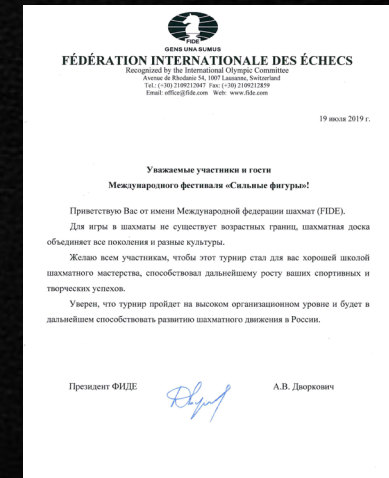 FIDE
GENS UNA SUMUS
FÉDÉRATION INTERNATIONALE DES ÉCHECS
Recognized by the International Olympic Committee
Avenue de Rhodanie 54, 1007 Lausanne, Switzerland
Tel.: (+30) 2109212047 Fax: (+30) 2109212859
Email: office@fide.com Web: www.fide.com
19 июля 2019 г.
Уважаемые участники и гости
Международного фестиваля «Сильные фигуры»!
Приветствую Вас от имени Международной федерации шахмат (FIDE).
Для игры в шахматы не существует возрастных границ, шахматная доска
объединяет все поколения и разные культуры.
Желаю всем участникам, чтобы этот турнир стал для вас хорошей школой
шахматного мастерства, способствовал дальнейшему росту ваших спортивных и
творческих успехов.
Уверен, что турнир пройдет на высоком организационном уровне и будет в
дальнейшем способствовать развитию шахматного движения в России.
Президент ФИДЕ А.В. Дворкович